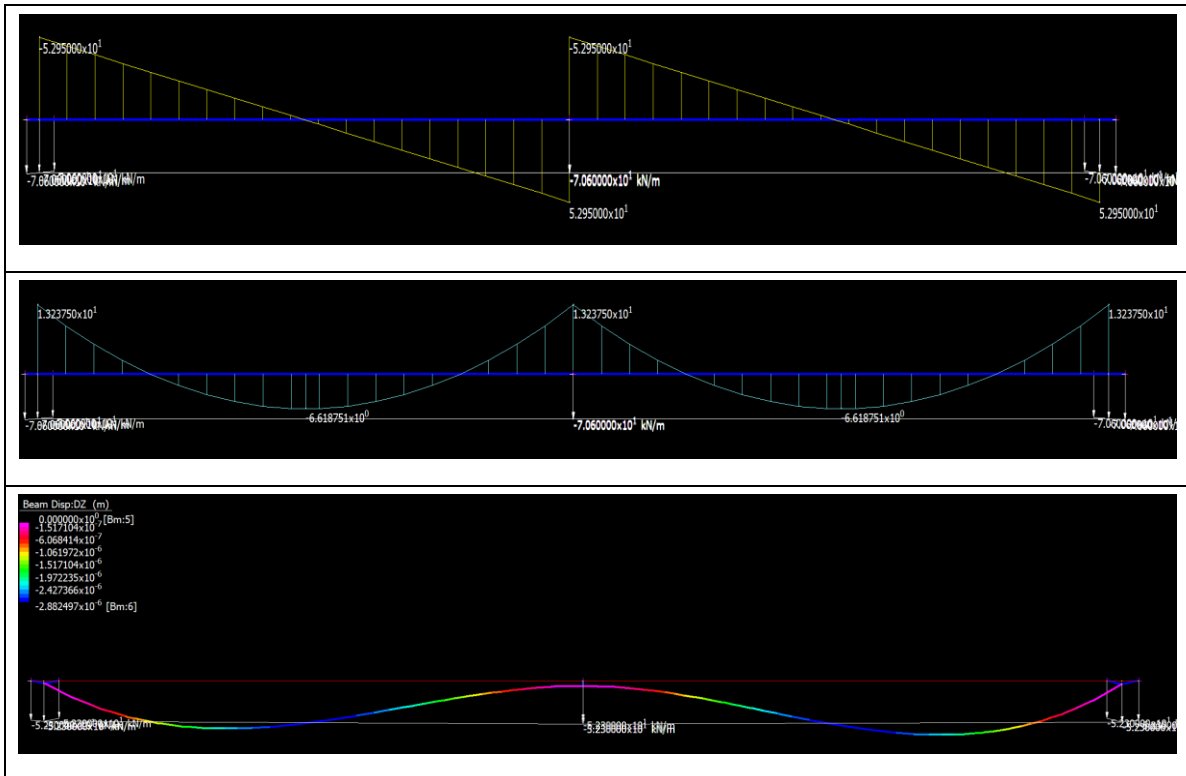 -5.295000x10¹
-5.295000x10¹
-7.060000x10¹ kN/m
5.295000x10¹
5.295000x10¹
1.323750x10¹
1.323750x10¹
1.323750x10¹
-6.618751x10⁰
-6.618751x10⁰
-7.060000x10¹ kN/m
Beam Disp:DZ (m)
0.000000x10⁰ [Bm:5]
-1.517104x10⁻⁷
-6.068414x10⁻⁷
-1.061972x10⁻⁶
-1.517104x10⁻⁶
-1.972235x10⁻⁶
-2.427366x10⁻⁶
-2.882497x10⁻⁶ [Bm:6]
-5.230000x10¹ kN/m